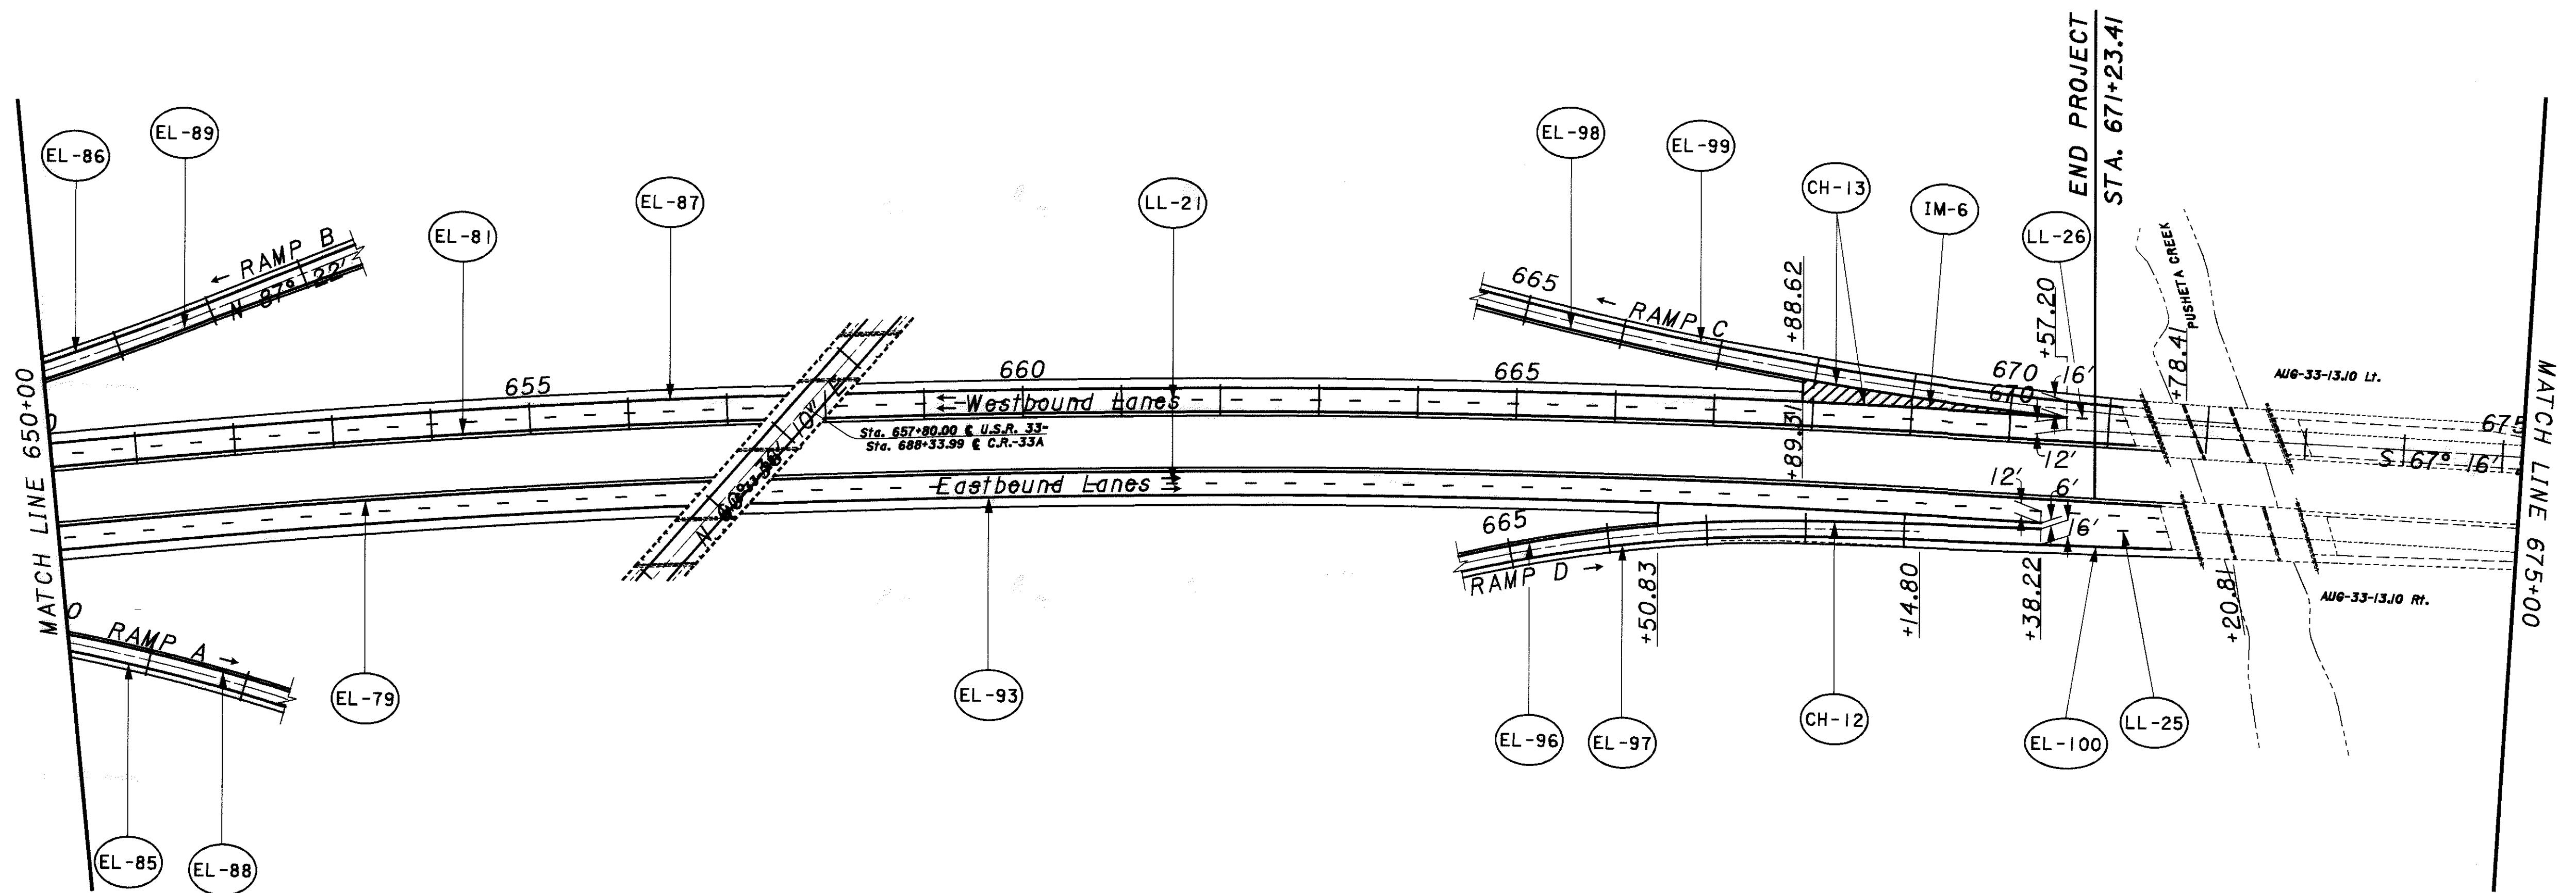 END PROJECT
STA. 671+23.41
EL-86
EL-89
EL-81
EL-87
LL-21
EL-98
EL-99
CH-13
IM-6
LL-26
← RAMP B
N 87° 22'
665
← RAMP C
+88.62
+57.20
PUSHETA CREEK
+78.41
MATCH LINE 650+00
655
660
665
670
670
16'
12'
AUG-33-13.10 Lt.
675
MATCH LINE 675+00
Westbound Lanes
Sta. 657+80.00 ℄ U.S.R. 33-
Sta. 688+33.99 ℄ C.R.-33A
+89.31
S 67° 16'
Eastbound Lanes
12'
6'
16'
665
RAMP D →
+50.83
+14.80
+38.22
+20.81
AUG-33-13.10 Rt.
0
RAMP A →
EL-79
EL-93
EL-96
EL-97
CH-12
EL-100
LL-25
EL-85
EL-88